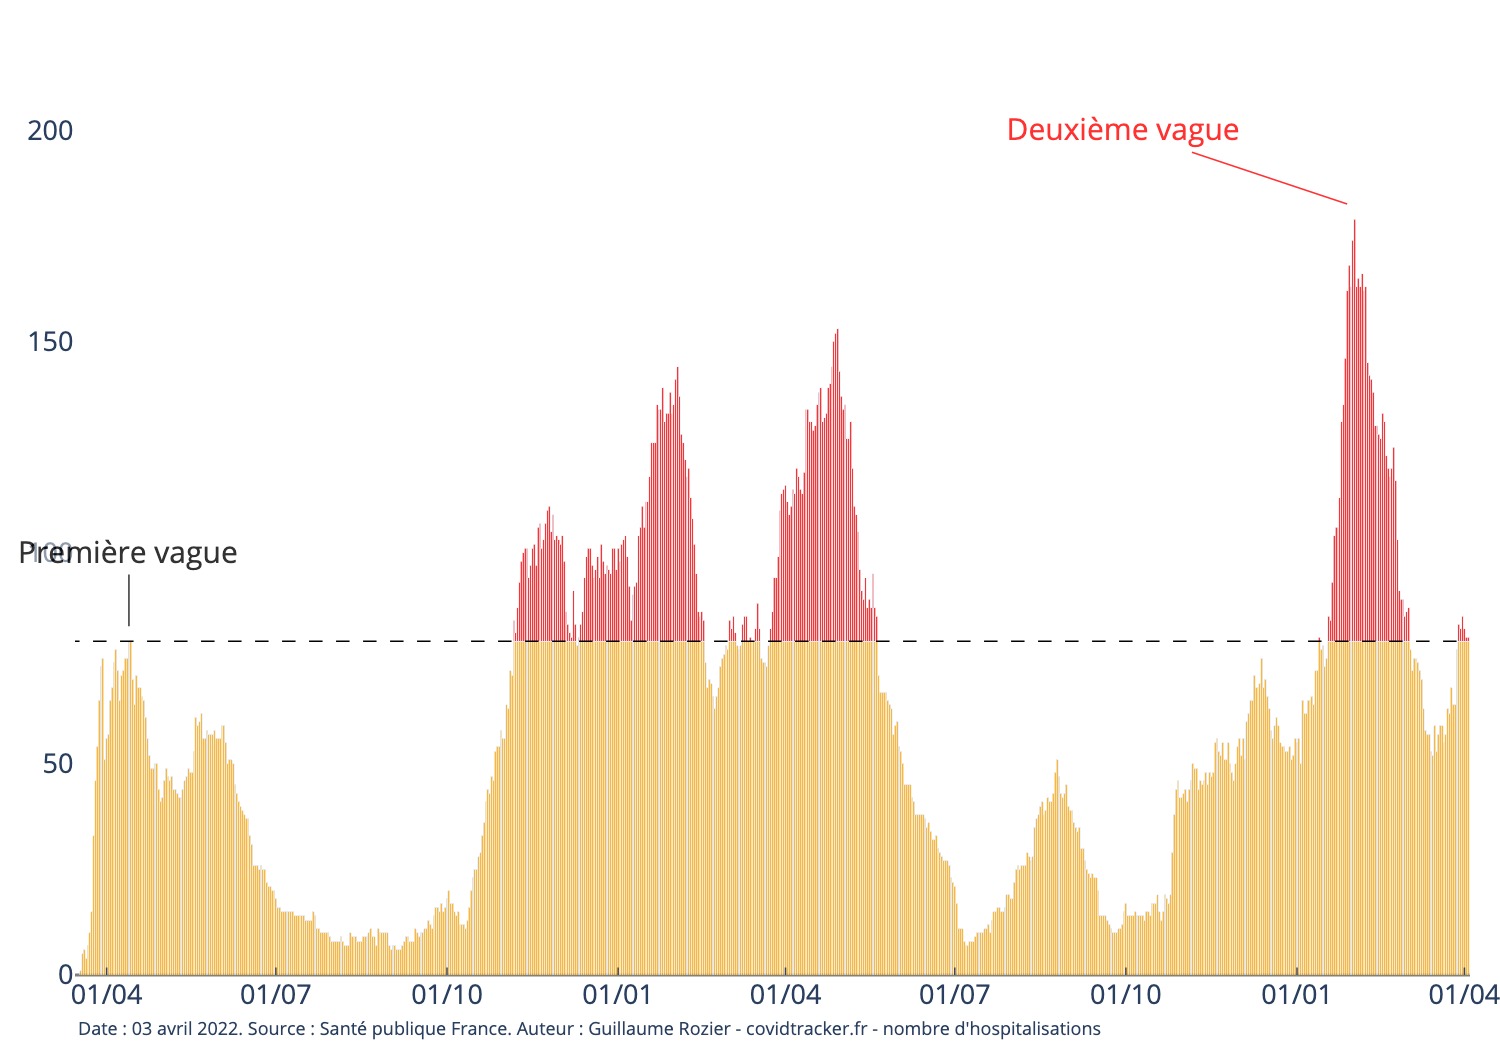 200
Deuxième vague
150
100
Première vague
50
0
01/04 01/07 01/10 01/01 01/04 01/07 01/10 01/01 01/04
Date : 03 avril 2022. Source : Santé publique France. Auteur : Guillaume Rozier - covidtracker.fr - nombre d'hospitalisations